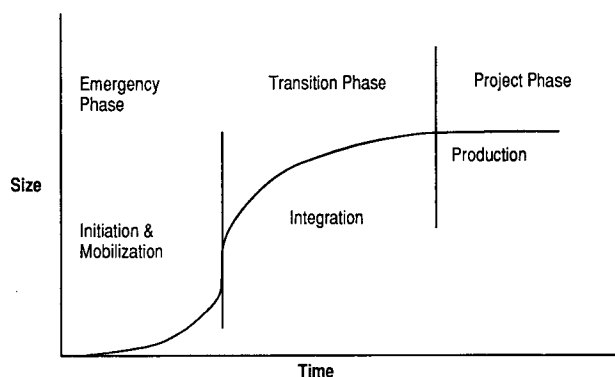 Emergency
Phase
Transition Phase
Project Phase
Production
Size
Integration
Initiation &
Mobilization
Time